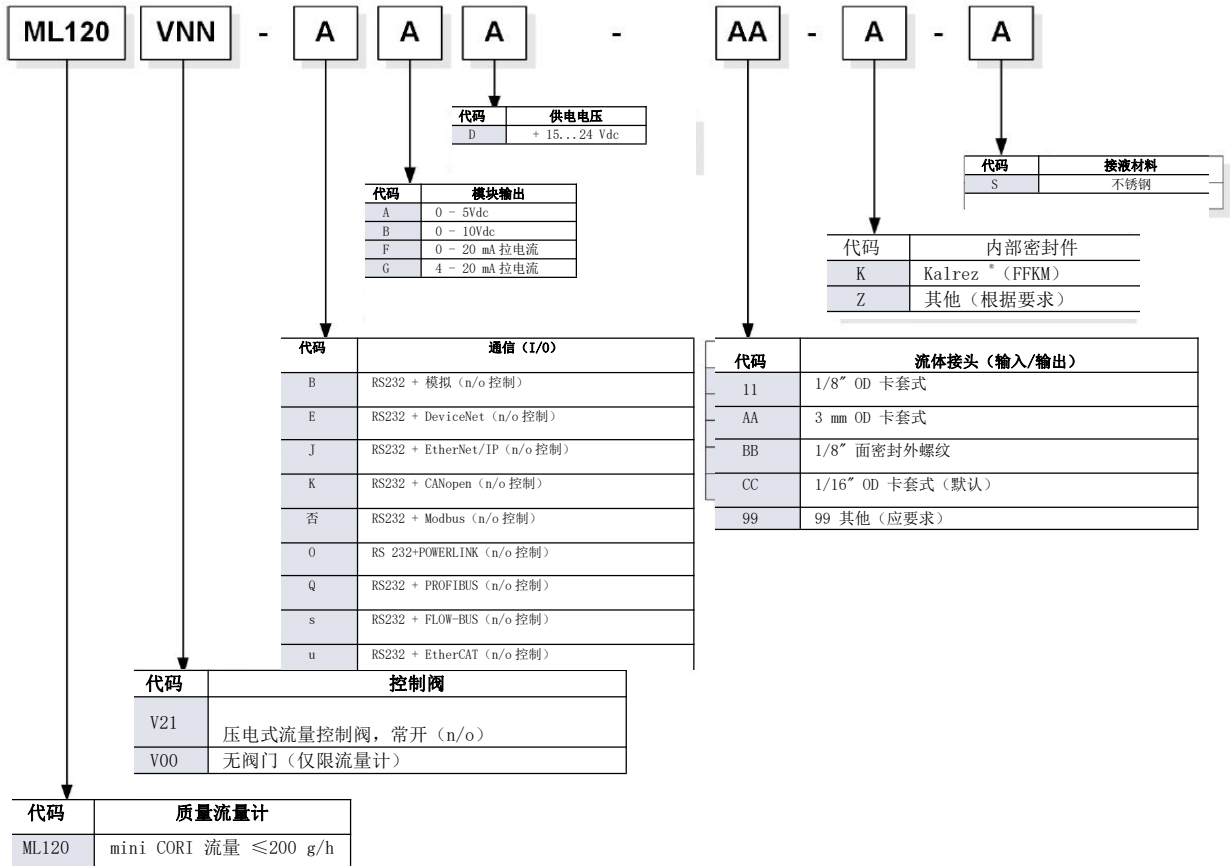 ML120 VNN - A A A - AA - A - A
代码 供电电压
D + 15...24 Vdc
代码 模块输出
A 0 - 5Vdc
B 0 - 10Vdc
F 0 - 20 mA 拉电流
G 4 - 20 mA 拉电流
代码 接液材料
S 不锈钢
代码 内部密封件
K Kalrez ®（FFKM）
Z 其他（根据要求）
代码 通信（I/O）
B RS232 + 模拟（n/o 控制）
E RS232 + DeviceNet（n/o 控制）
J RS232 + EtherNet/IP（n/o 控制）
K RS232 + CANopen（n/o 控制）
否 RS232 + Modbus（n/o 控制）
O RS 232+POWERLINK（n/o 控制）
Q RS232 + PROFIBUS（n/o 控制）
s RS232 + FLOW-BUS（n/o 控制）
u RS232 + EtherCAT（n/o 控制）
代码 流体接头（输入/输出）
11 1/8″ OD 卡套式
AA 3 mm OD 卡套式
BB 1/8″ 面密封外螺纹
CC 1/16″ OD 卡套式（默认）
99 99 其他（应要求）
代码 控制阀
V21 压电式流量控制阀，常开（n/o）
V00 无阀门（仅限流量计）
代码 质量流量计
ML120 mini CORI 流量 ≤200 g/h